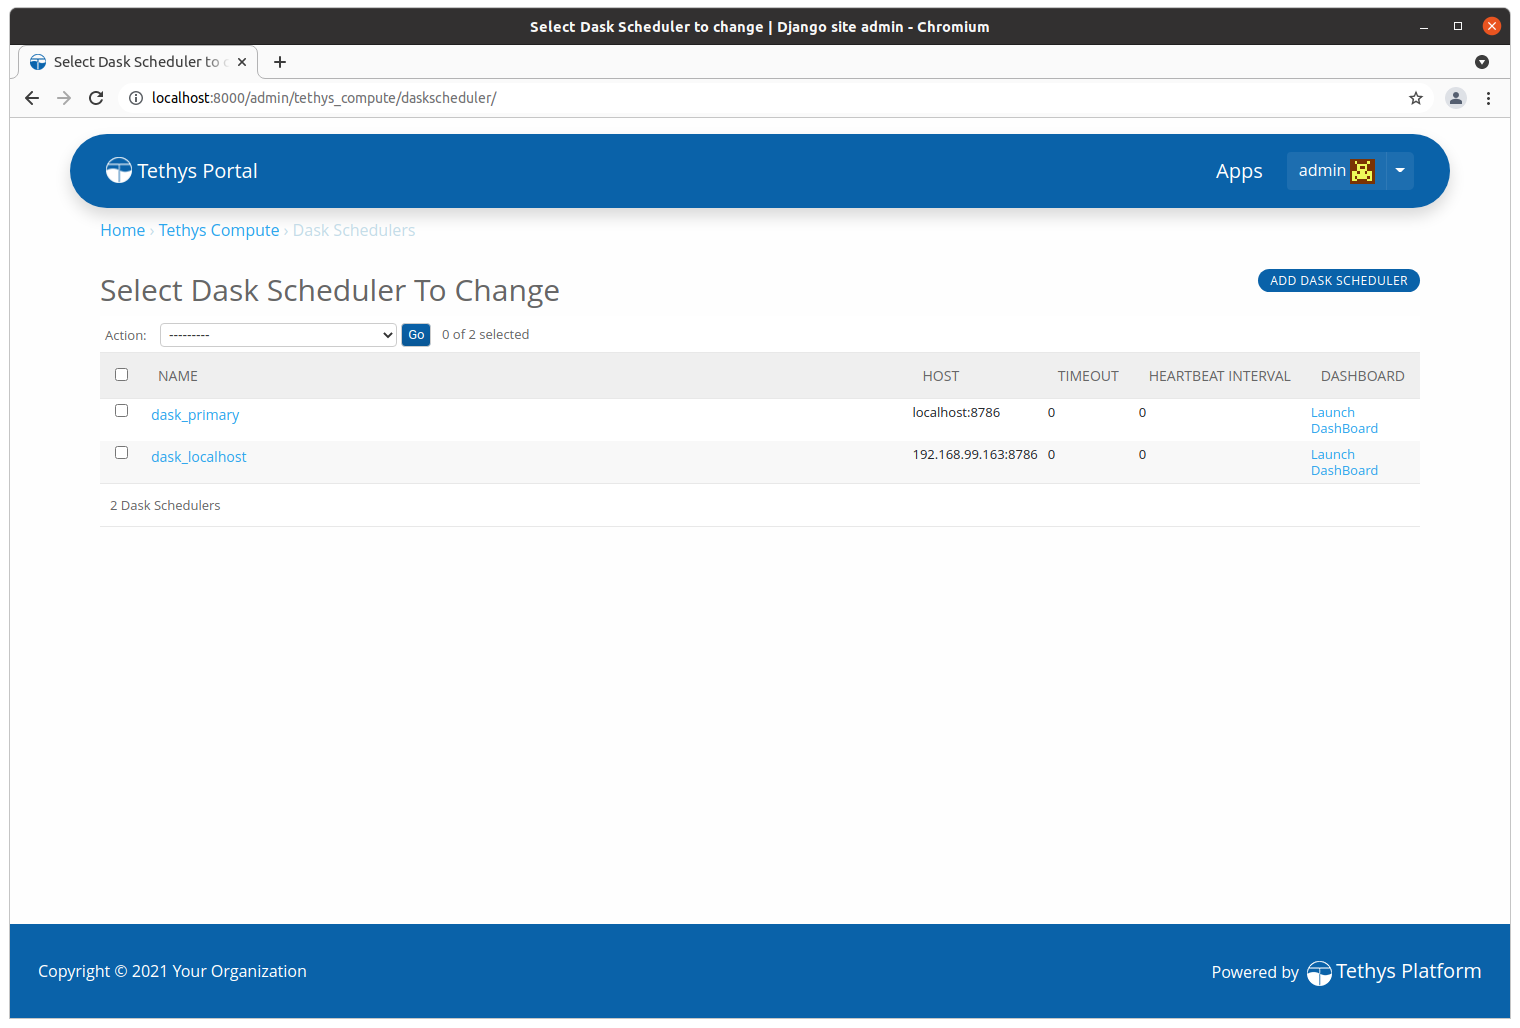 Select Dask Scheduler to change | Django site admin - Chromium
Select Dask Scheduler to
localhost:8000/admin/tethys_compute/daskscheduler/
Tethys Portal
Apps
admin
Home › Tethys Compute › Dask Schedulers
Select Dask Scheduler To Change
ADD DASK SCHEDULER
Action: --------- Go 0 of 2 selected
NAME HOST TIMEOUT HEARTBEAT INTERVAL DASHBOARD
dask_primary localhost:8786 0 0 Launch
DashBoard
dask_localhost 192.168.99.163:8786 0 0 Launch
DashBoard
2 Dask Schedulers
Copyright © 2021 Your Organization
Powered by Tethys Platform